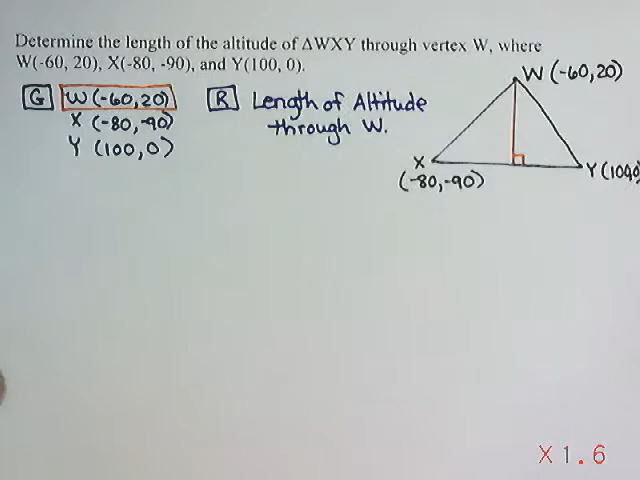 Determine the length of the altitude of ΔWXY through vertex W, where
W(-60, 20), X(-80, -90), and Y(100, 0).
G W (-60,20) R Length of Altitude
X (-80,-90) through W.
Y (100,0)
W (-60,20)
X
(-80,-90)
Y (100,0
X1.6